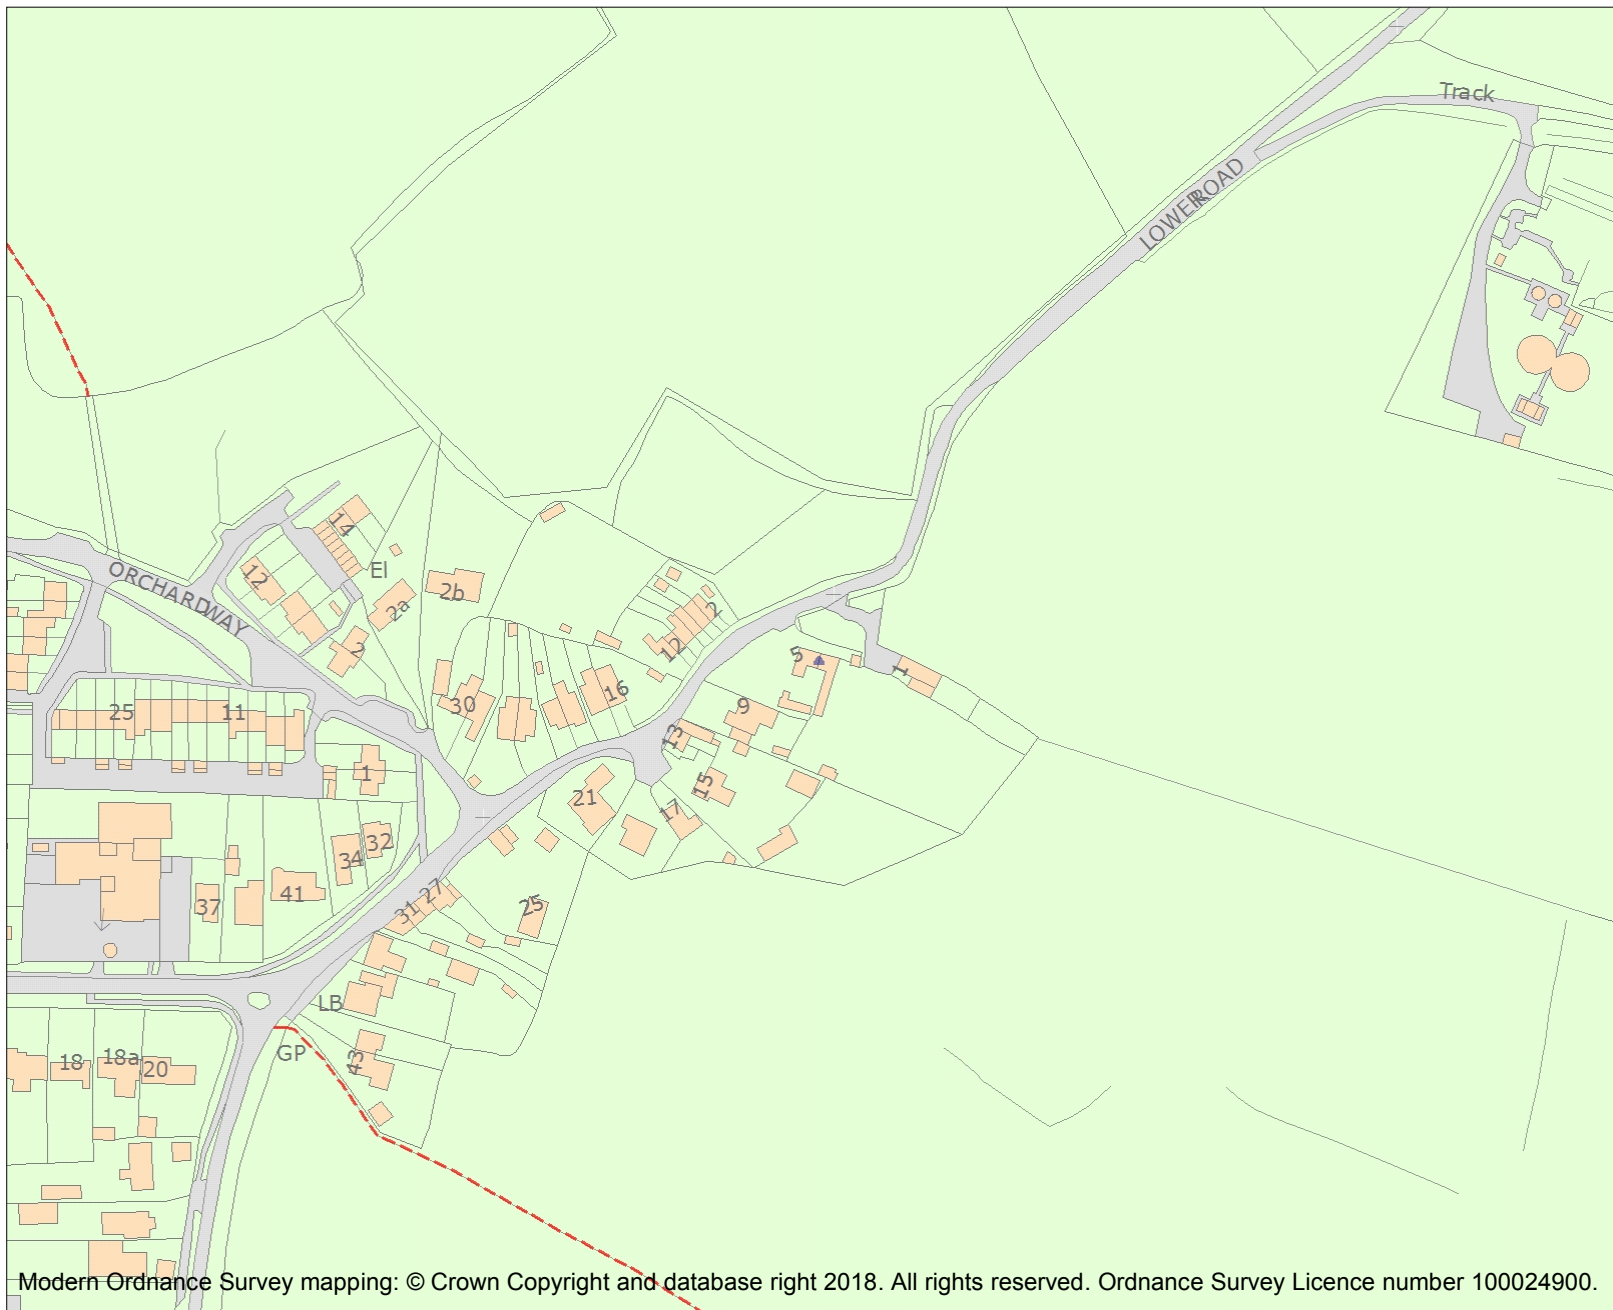 Track
LOWER ROAD
14
12
El
2a
2b
ORCHARD WAY
2
2
12
5
1
16
30
9
13
25
11
1
15
21
17
32
34
41
37
27
31
25
LB
GP
43
18
18a
20
Modern Ordnance Survey mapping: © Crown Copyright and database right 2018. All rights reserved. Ordnance Survey Licence number 100024900.